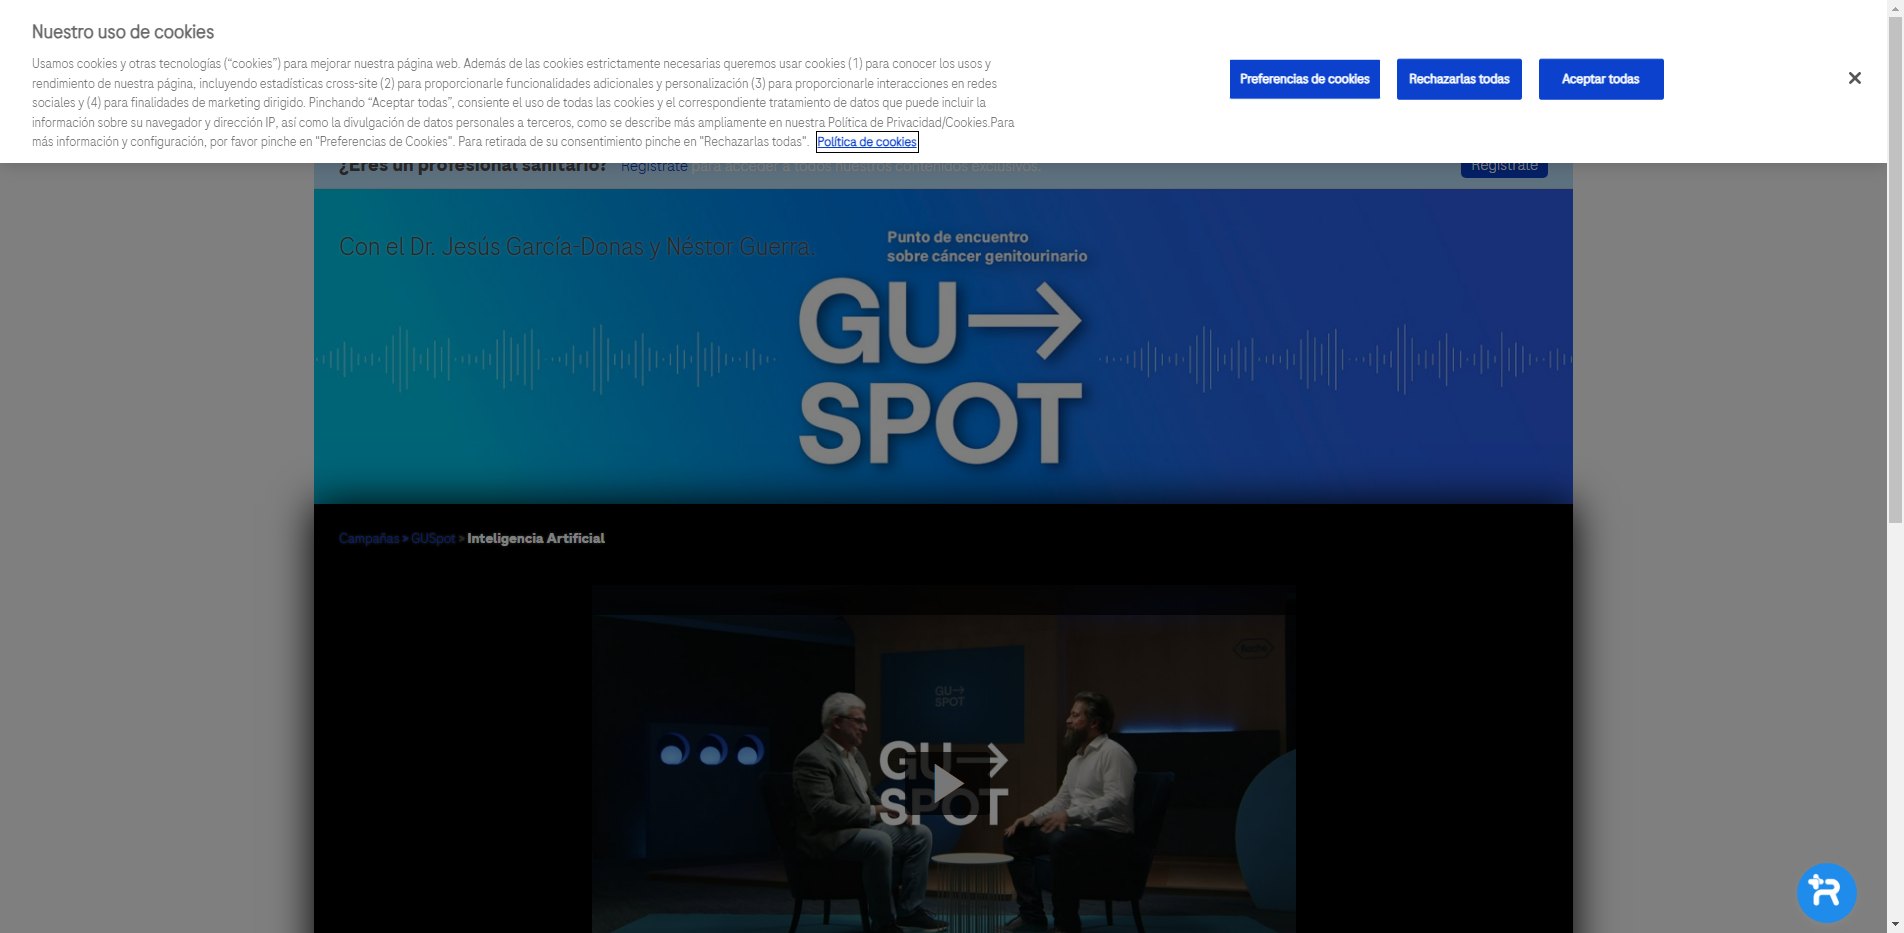 Nuestro uso de cookies
Usamos cookies y otras tecnologías (“cookies”) para mejorar nuestra página web. Además de las cookies estrictamente necesarias queremos usar cookies (1) para conocer los usos y
rendimiento de nuestra página, incluyendo estadísticas cross-site (2) para proporcionarle funcionalidades adicionales y personalización (3) para proporcionarle interacciones en redes
sociales y (4) para finalidades de marketing dirigido. Pinchando “Aceptar todas”, consiente el uso de todas las cookies y el correspondiente tratamiento de datos que puede incluir la
información sobre su navegador y dirección IP, así como la divulgación de datos personales a terceros, como se describe más ampliamente en nuestra Política de Privacidad/Cookies.Para
más información y configuración, por favor pinche en "Preferencias de Cookies". Para retirada de su consentimiento pinche en "Rechazarlas todas". Política de cookies
Preferencias de cookies
Rechazarlas todas
Aceptar todas
¿Eres un profesional sanitario? Regístrate para acceder a todos nuestros contenidos exclusivos.
Regístrate
Con el Dr. Jesús García-Donas y Néstor Guerra.
Punto de encuentro
sobre cáncer genitourinario
GU
SPOT
Campañas > GUSpot > Inteligencia Artificial
Roche
GU
SPOT
GU
SPOT